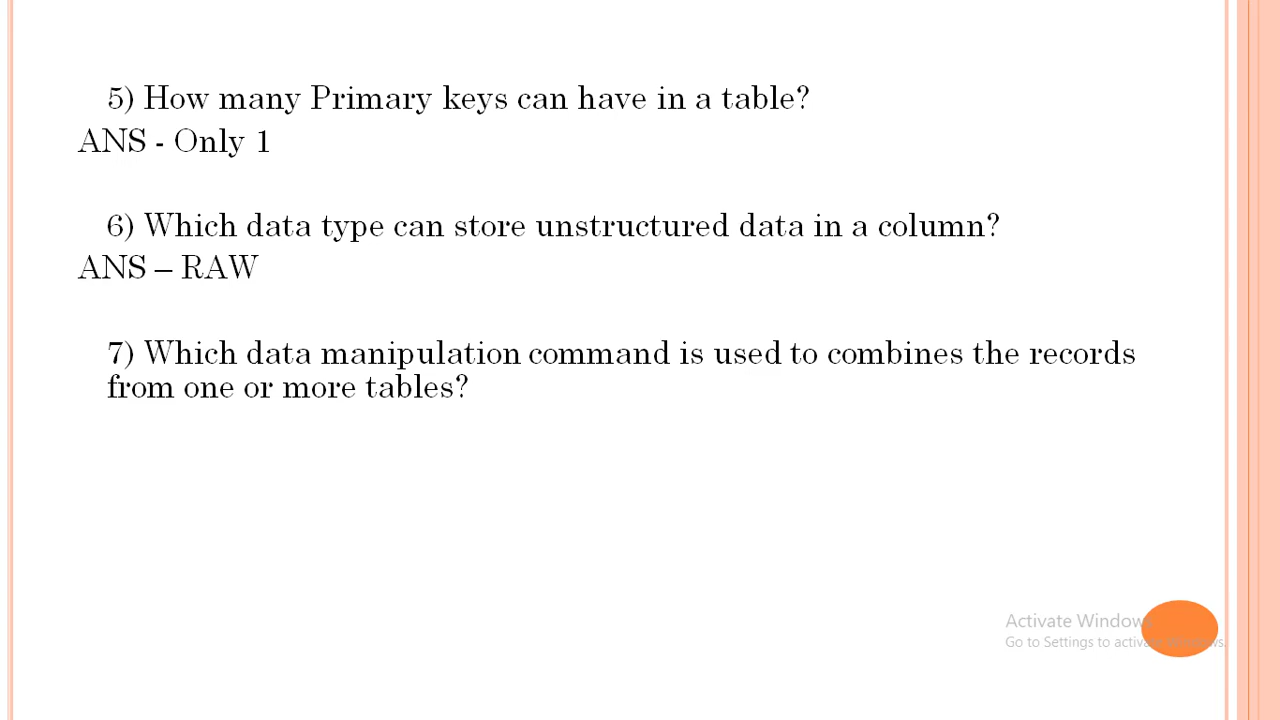 5) How many Primary keys can have in a table?
ANS - Only 1
6) Which data type can store unstructured data in a column?
ANS – RAW
7) Which data manipulation command is used to combines the records
from one or more tables?
Activate Windows
Go to Settings to activate Windows.